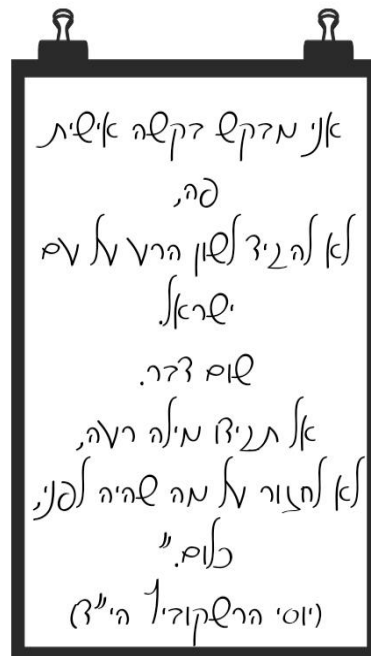 אני מבקש בקשה אישית
פה,
לא להגיד לשון הרע על עם
ישראל.
שום דבר.
אל תגידו מילה רעה,
לא לחזור על מה שהיה לפני,
כלום."
(יוסי הרשקוביץ הי"ד)